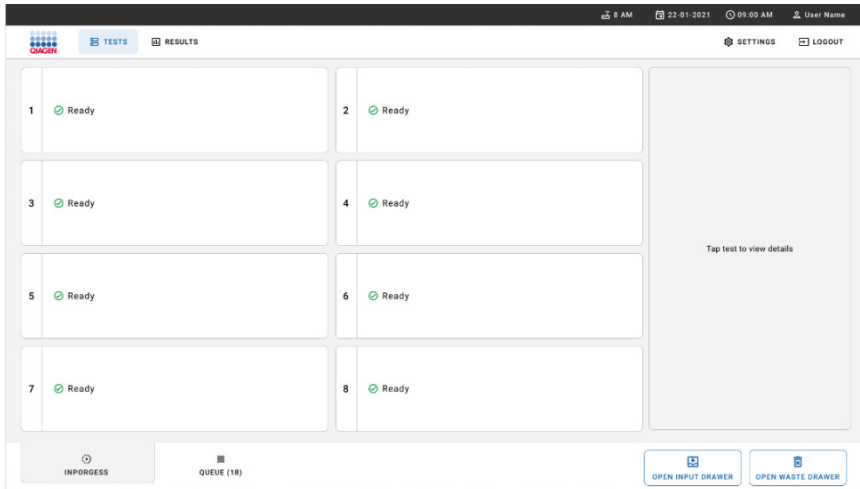 8 AM 22-01-2021 09:00 AM User Name
QIAGEN TESTS RESULTS SETTINGS LOGOUT
1 Ready 2 Ready
3 Ready 4 Ready
Tap test to view details
5 Ready 6 Ready
7 Ready 8 Ready
INPORGESS QUEUE (18) OPEN INPUT DRAWER OPEN WASTE DRAWER